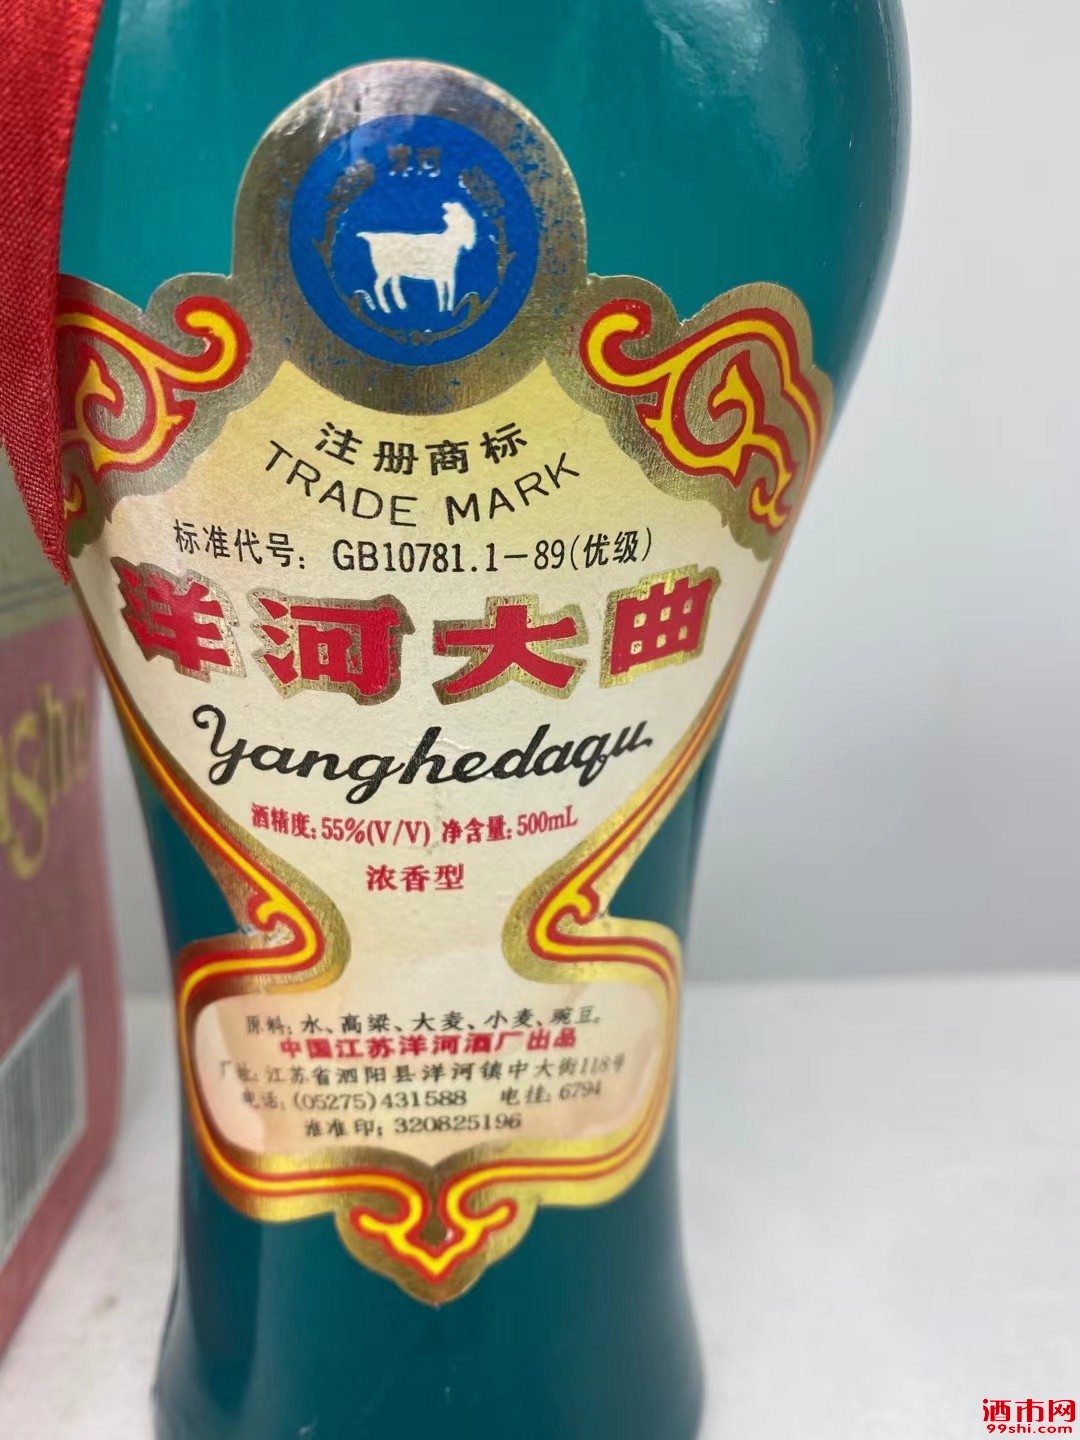 洋河
注册商标
TRADE MARK
标准代号：GB10781.1-89(优级)
洋河大曲
Yanghedaqu
酒精度:55%(V/V) 净含量:500mL
浓香型
原料:水、高粱、大麦、小麦、豌豆。
中国江苏洋河酒厂出品
厂址:江苏省泗阳县洋河镇中大街118号
电话:(05275)431588 电挂:6794
准印:320825196
酒市网
99shi.com